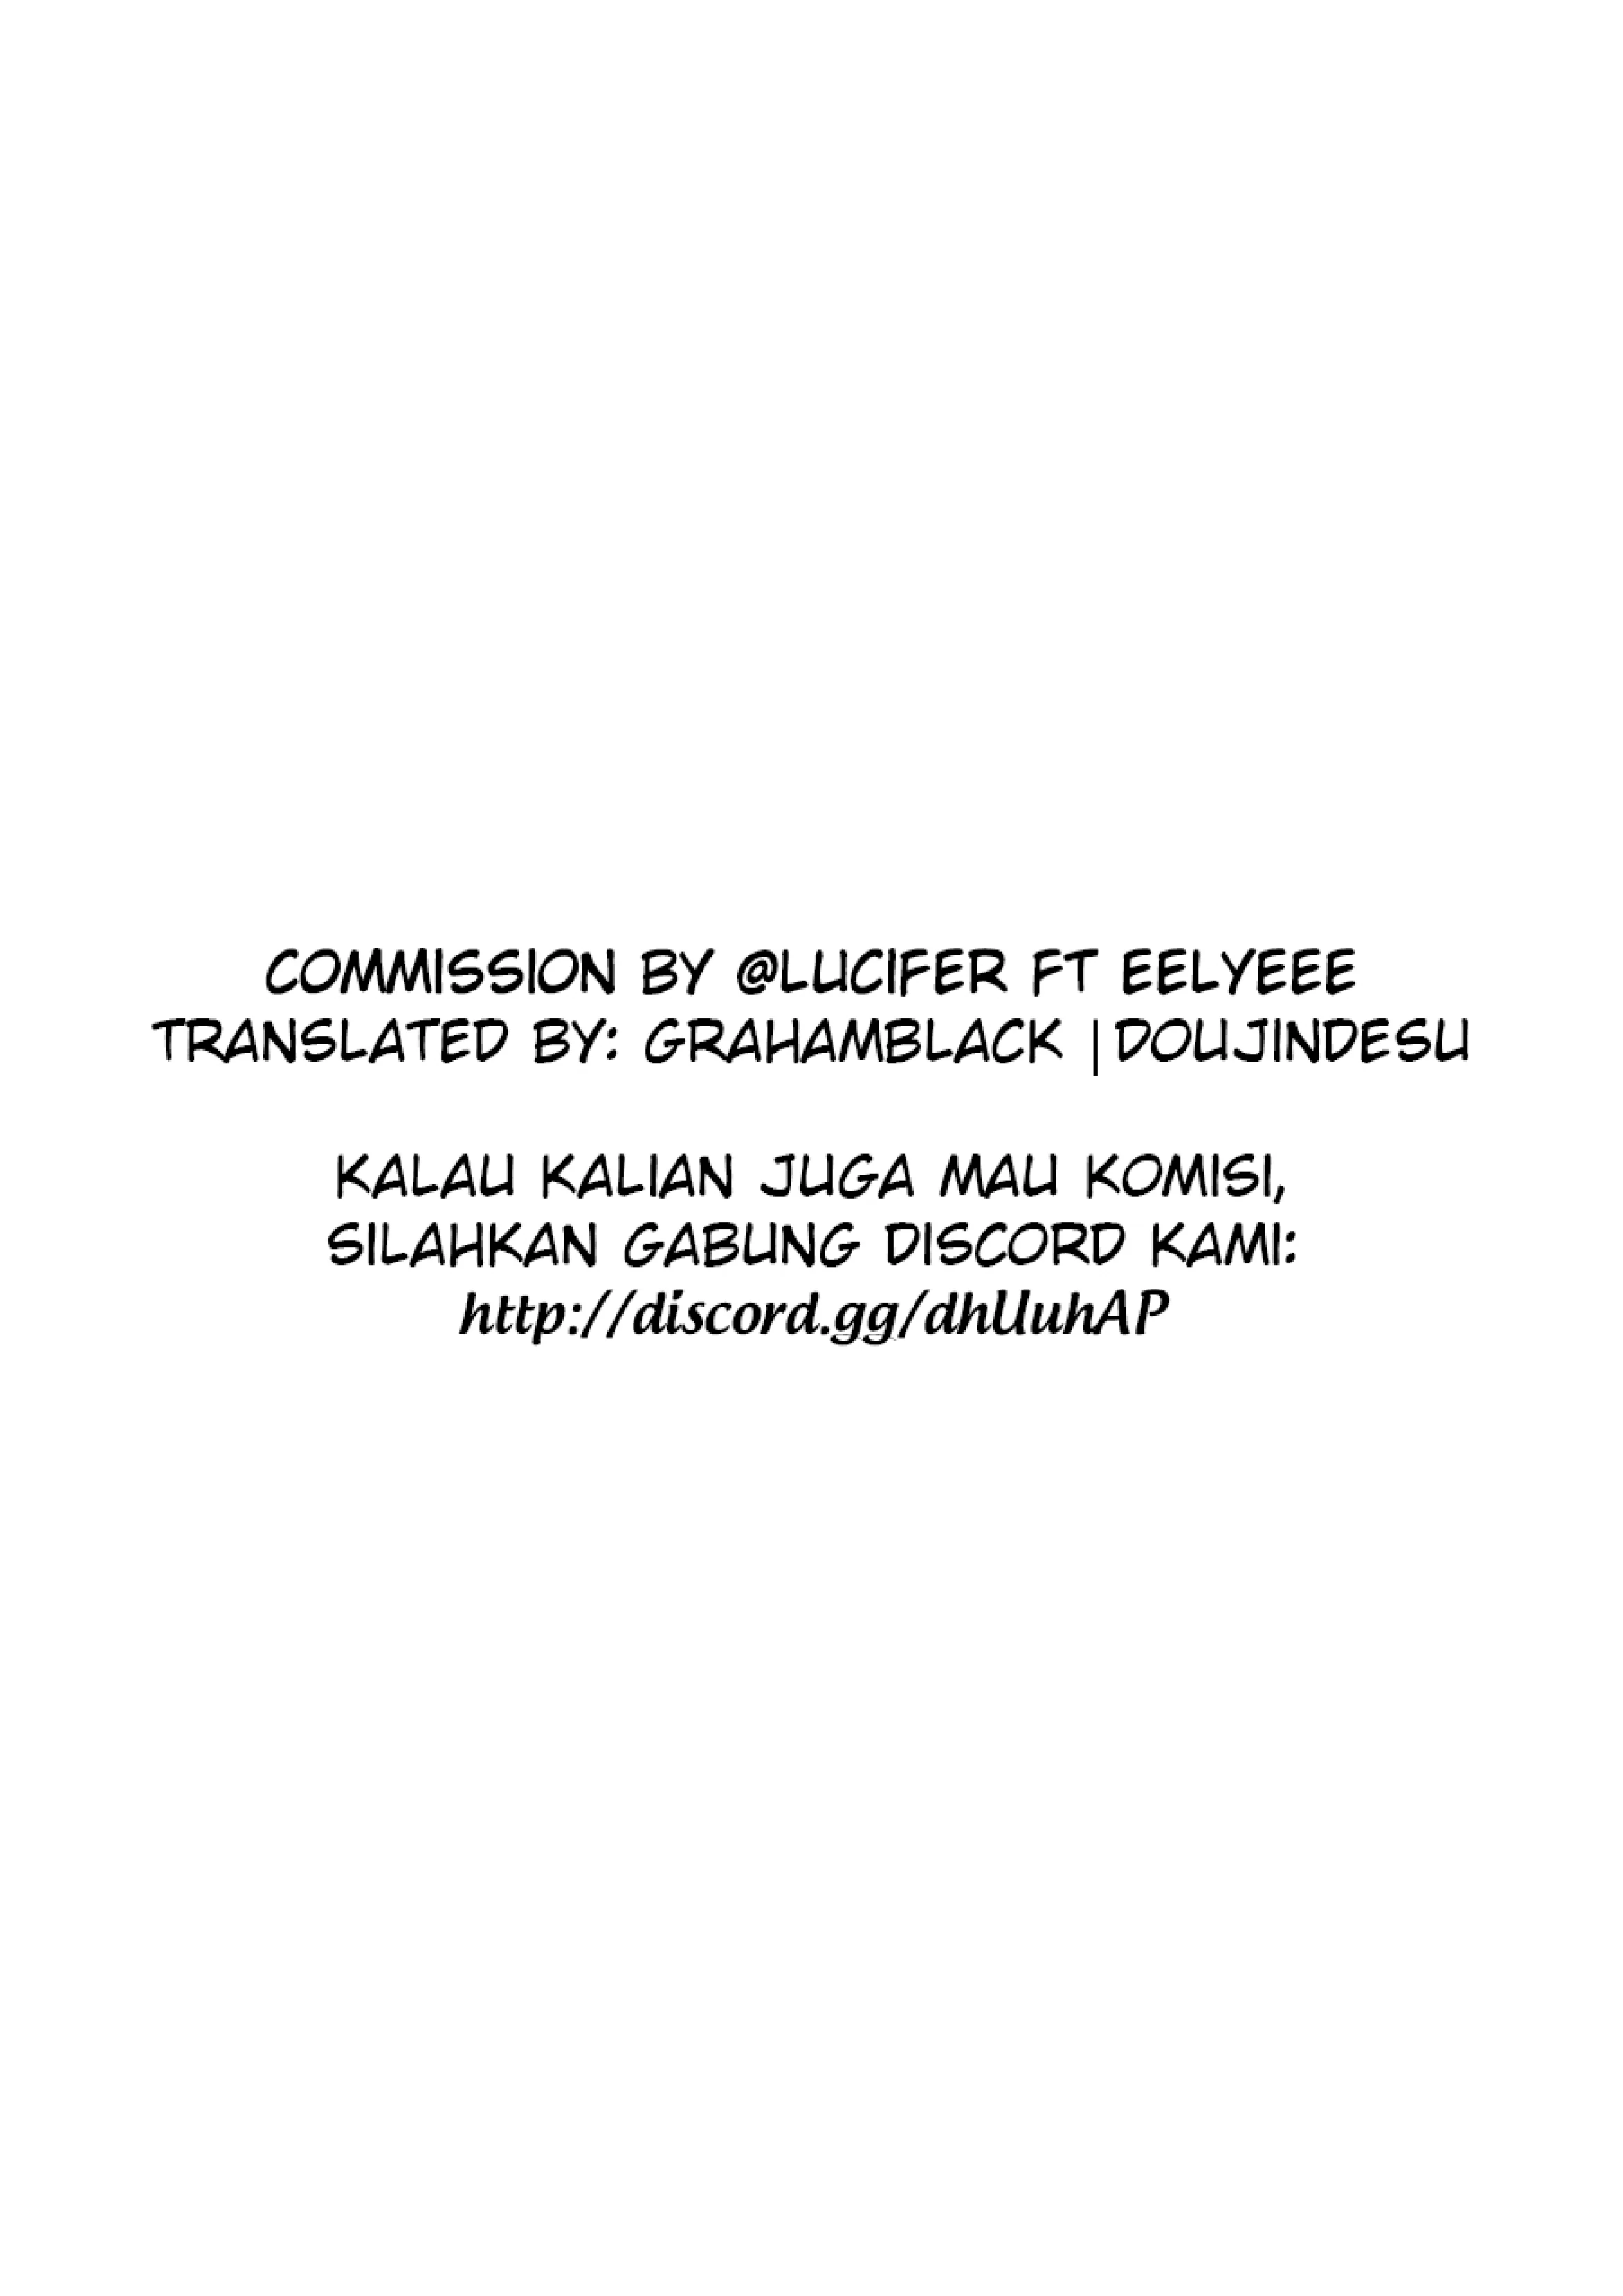 COMMISSION BY @LUCIFER FT EELYEEE
TRANSLATED BY: GRAHAMBLACK | DOUJINDESU
KALAU KALIAN JUGA MAU KOMISI,
SILAHKAN GABUNG DISCORD KAMI:
http://discord.gg/dhUuhAP